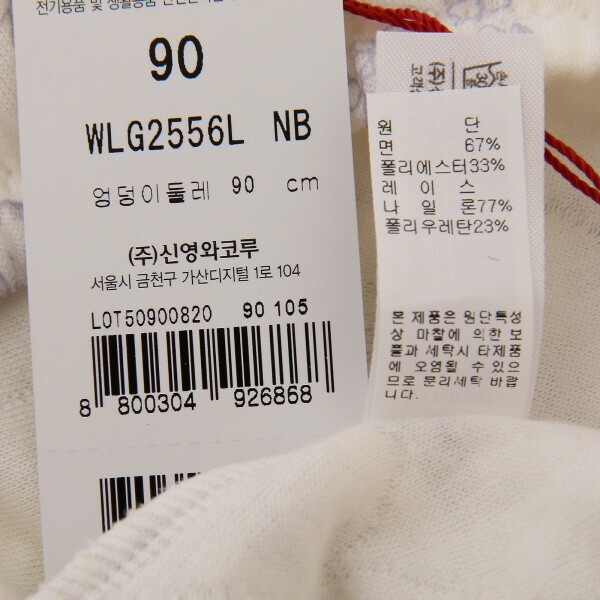 전기용품 및 생활용품 안전관
90
WLG2556L NB
엉덩이둘레 90 cm
(주)신영와코루
서울시 금천구 가산디지털 1로 104
LOT50900820 90 105
8 800304 926868
(주)
고객
30
손
원 단
면 67%
폴리에스터33%
레 이 스
나 일 론77%
폴리우레탄23%
본 제품은 원단특성
상 마찰에 의한 보
풀과 세탁시 타제품
에 오염될 수 있으
므로 분리세탁 바랍
니다.